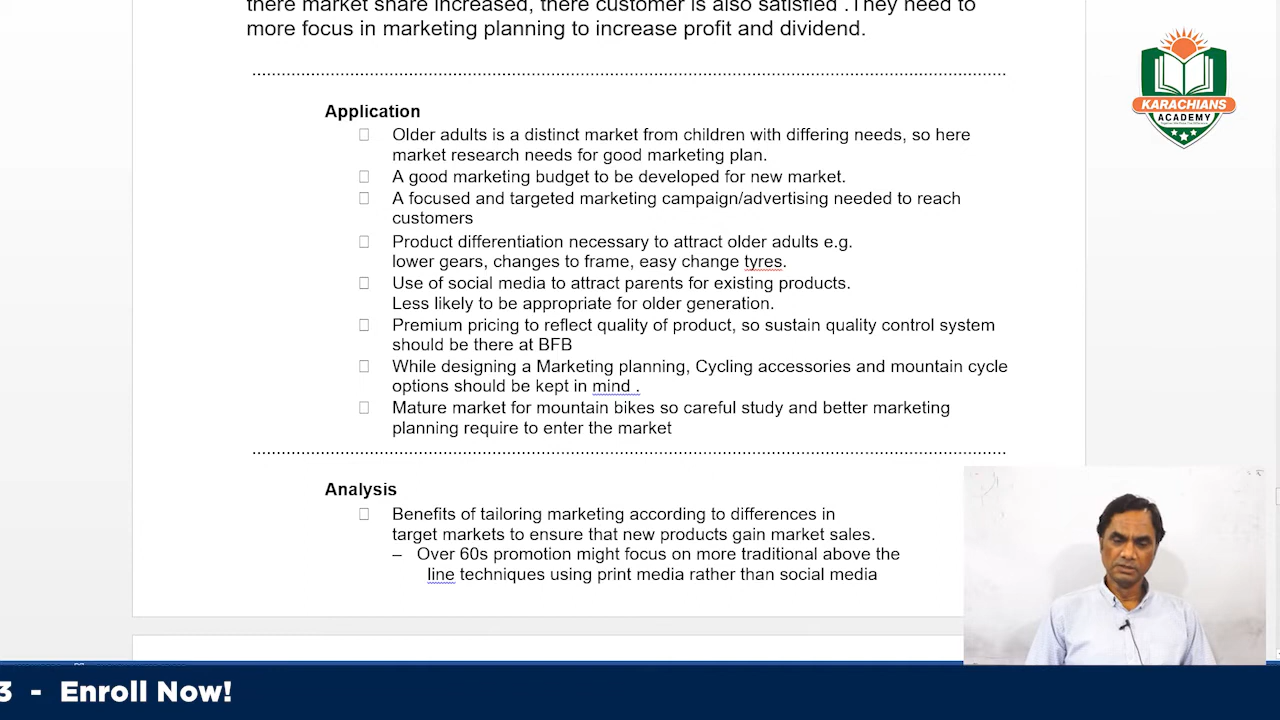 there market share increased, there customer is also satisfied .They need to
more focus in marketing planning to increase profit and dividend.
Application
Older adults is a distinct market from children with differing needs, so here
market research needs for good marketing plan.
A good marketing budget to be developed for new market.
A focused and targeted marketing campaign/advertising needed to reach
customers
Product differentiation necessary to attract older adults e.g.
lower gears, changes to frame, easy change tyres.
Use of social media to attract parents for existing products.
Less likely to be appropriate for older generation.
Premium pricing to reflect quality of product, so sustain quality control system
should be there at BFB
While designing a Marketing planning, Cycling accessories and mountain cycle
options should be kept in mind .
Mature market for mountain bikes so careful study and better marketing
planning require to enter the market
Analysis
Benefits of tailoring marketing according to differences in
target markets to ensure that new products gain market sales.
– Over 60s promotion might focus on more traditional above the
line techniques using print media rather than social media
KARACHIANS
ACADEMY
3 - Enroll Now!